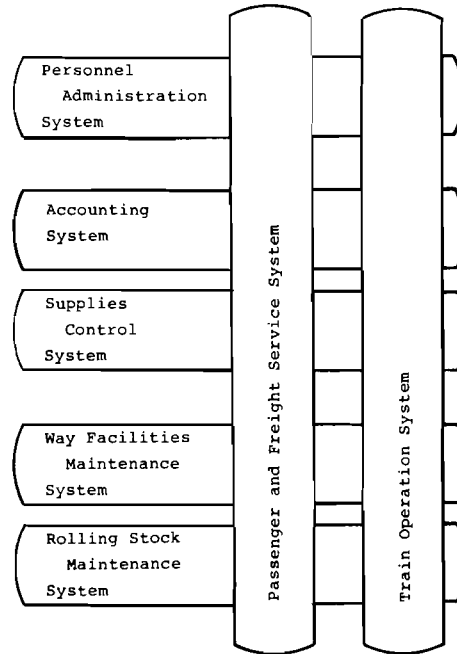 Personnel
Administration
System
Accounting
System
Supplies
Control
System
Way Facilities
Maintenance
System
Rolling Stock
Maintenance
System
Passenger and Freight Service System
Train Operation System